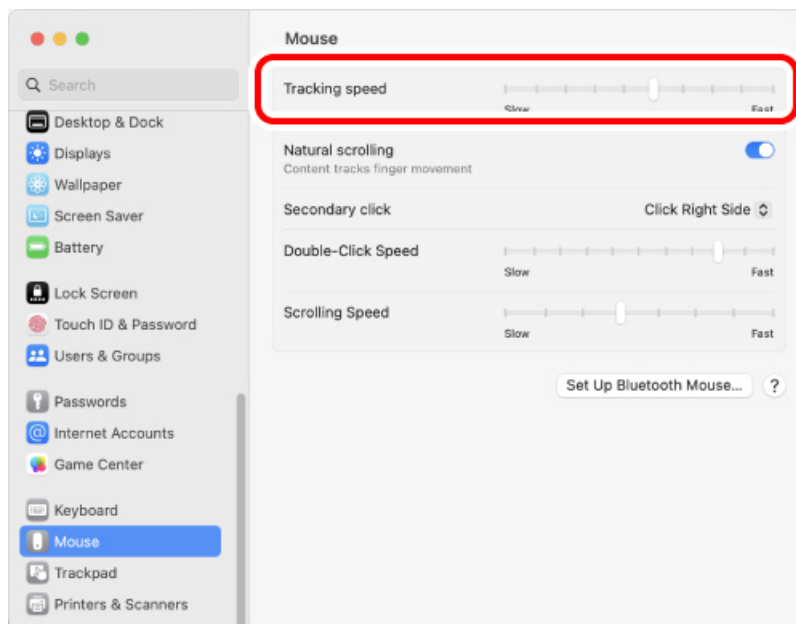 Mouse
Search
Desktop & Dock
Displays
Wallpaper
Screen Saver
Battery
Lock Screen
Touch ID & Password
Users & Groups
Passwords
Internet Accounts
Game Center
Keyboard
Mouse
Trackpad
Printers & Scanners
Tracking speed
Slow Fast
Natural scrolling
Content tracks finger movement
Secondary click Click Right Side
Double-Click Speed
Slow Fast
Scrolling Speed
Slow Fast
Set Up Bluetooth Mouse... ?